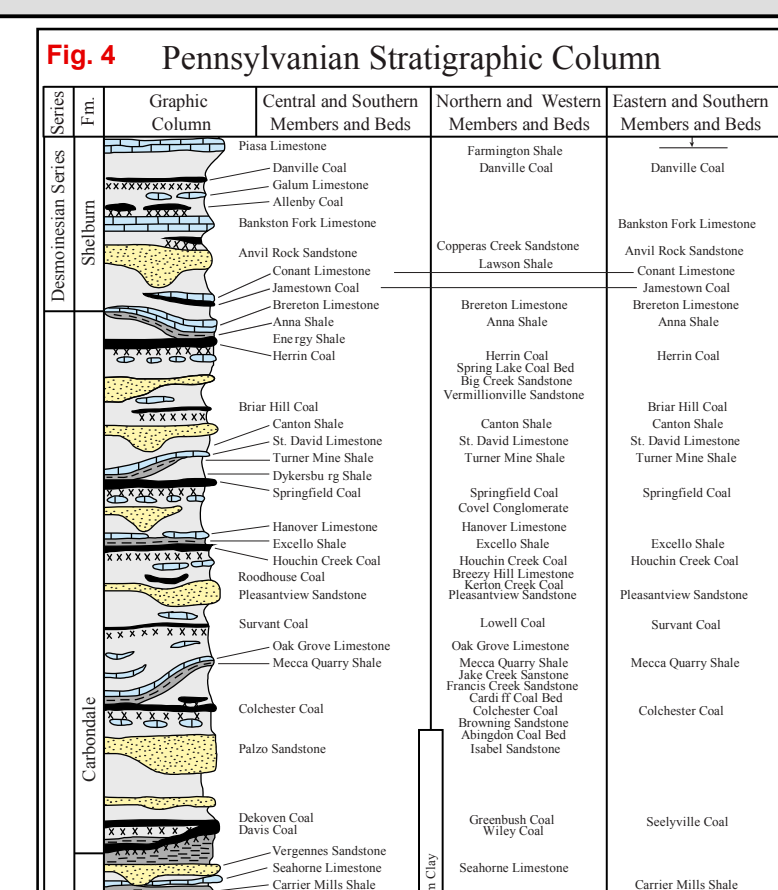 Fig. 4 Pennsylvanian Stratigraphic Column
Series
Fm.
Graphic
Column
Central and Southern
Members and Beds
Northern and Western
Members and Beds
Eastern and Southern
Members and Beds
Desmoinesian Series
Shelburn
Carbondale
Piasa Limestone
Danville Coal
Galum Limestone
Allenby Coal
Bankston Fork Limestone
Anvil Rock Sandstone
Conant Limestone
Jamestown Coal
Brereton Limestone
Anna Shale
Energy Shale
Herrin Coal
Briar Hill Coal
Canton Shale
St. David Limestone
Turner Mine Shale
Dykersbu rg Shale
Springfield Coal
Hanover Limestone
Excello Shale
Houchin Creek Coal
Roodhouse Coal
Pleasantview Sandstone
Survant Coal
Oak Grove Limestone
Mecca Quarry Shale
Colchester Coal
Palzo Sandstone
Dekoven Coal
Davis Coal
Vergennes Sandstone
Seahorne Limestone
Carrier Mills Shale
Farmington Shale
Danville Coal
Copperas Creek Sandstone
Lawson Shale
Brereton Limestone
Anna Shale
Herrin Coal
Spring Lake Coal Bed
Big Creek Sandstone
Vermillionville Sandstone
Canton Shale
St. David Limestone
Turner Mine Shale
Springfield Coal
Covel Conglomerate
Hanover Limestone
Excello Shale
Houchin Creek Coal
Breezy Hill Limestone
Kerton Creek Coal
Pleasantview Sandstone
Lowell Coal
Oak Grove Limestone
Mecca Quarry Shale
Jake Creek Sanstone
Francis Creek Sandstone
Cardi ff Coal Bed
Colchester Coal
Browning Sandstone
Abingdon Coal Bed
Isabel Sandstone
Greenbush Coal
Wiley Coal
Seahorne Limestone
Clay
Danville Coal
Bankston Fork Limestone
Anvil Rock Sandstone
Conant Limestone
Jamestown Coal
Brereton Limestone
Anna Shale
Herrin Coal
Briar Hill Coal
Canton Shale
St. David Limestone
Turner Mine Shale
Springfield Coal
Excello Shale
Houchin Creek Coal
Pleasantview Sandstone
Survant Coal
Mecca Quarry Shale
Colchester Coal
Seelyville Coal
Carrier Mills Shale